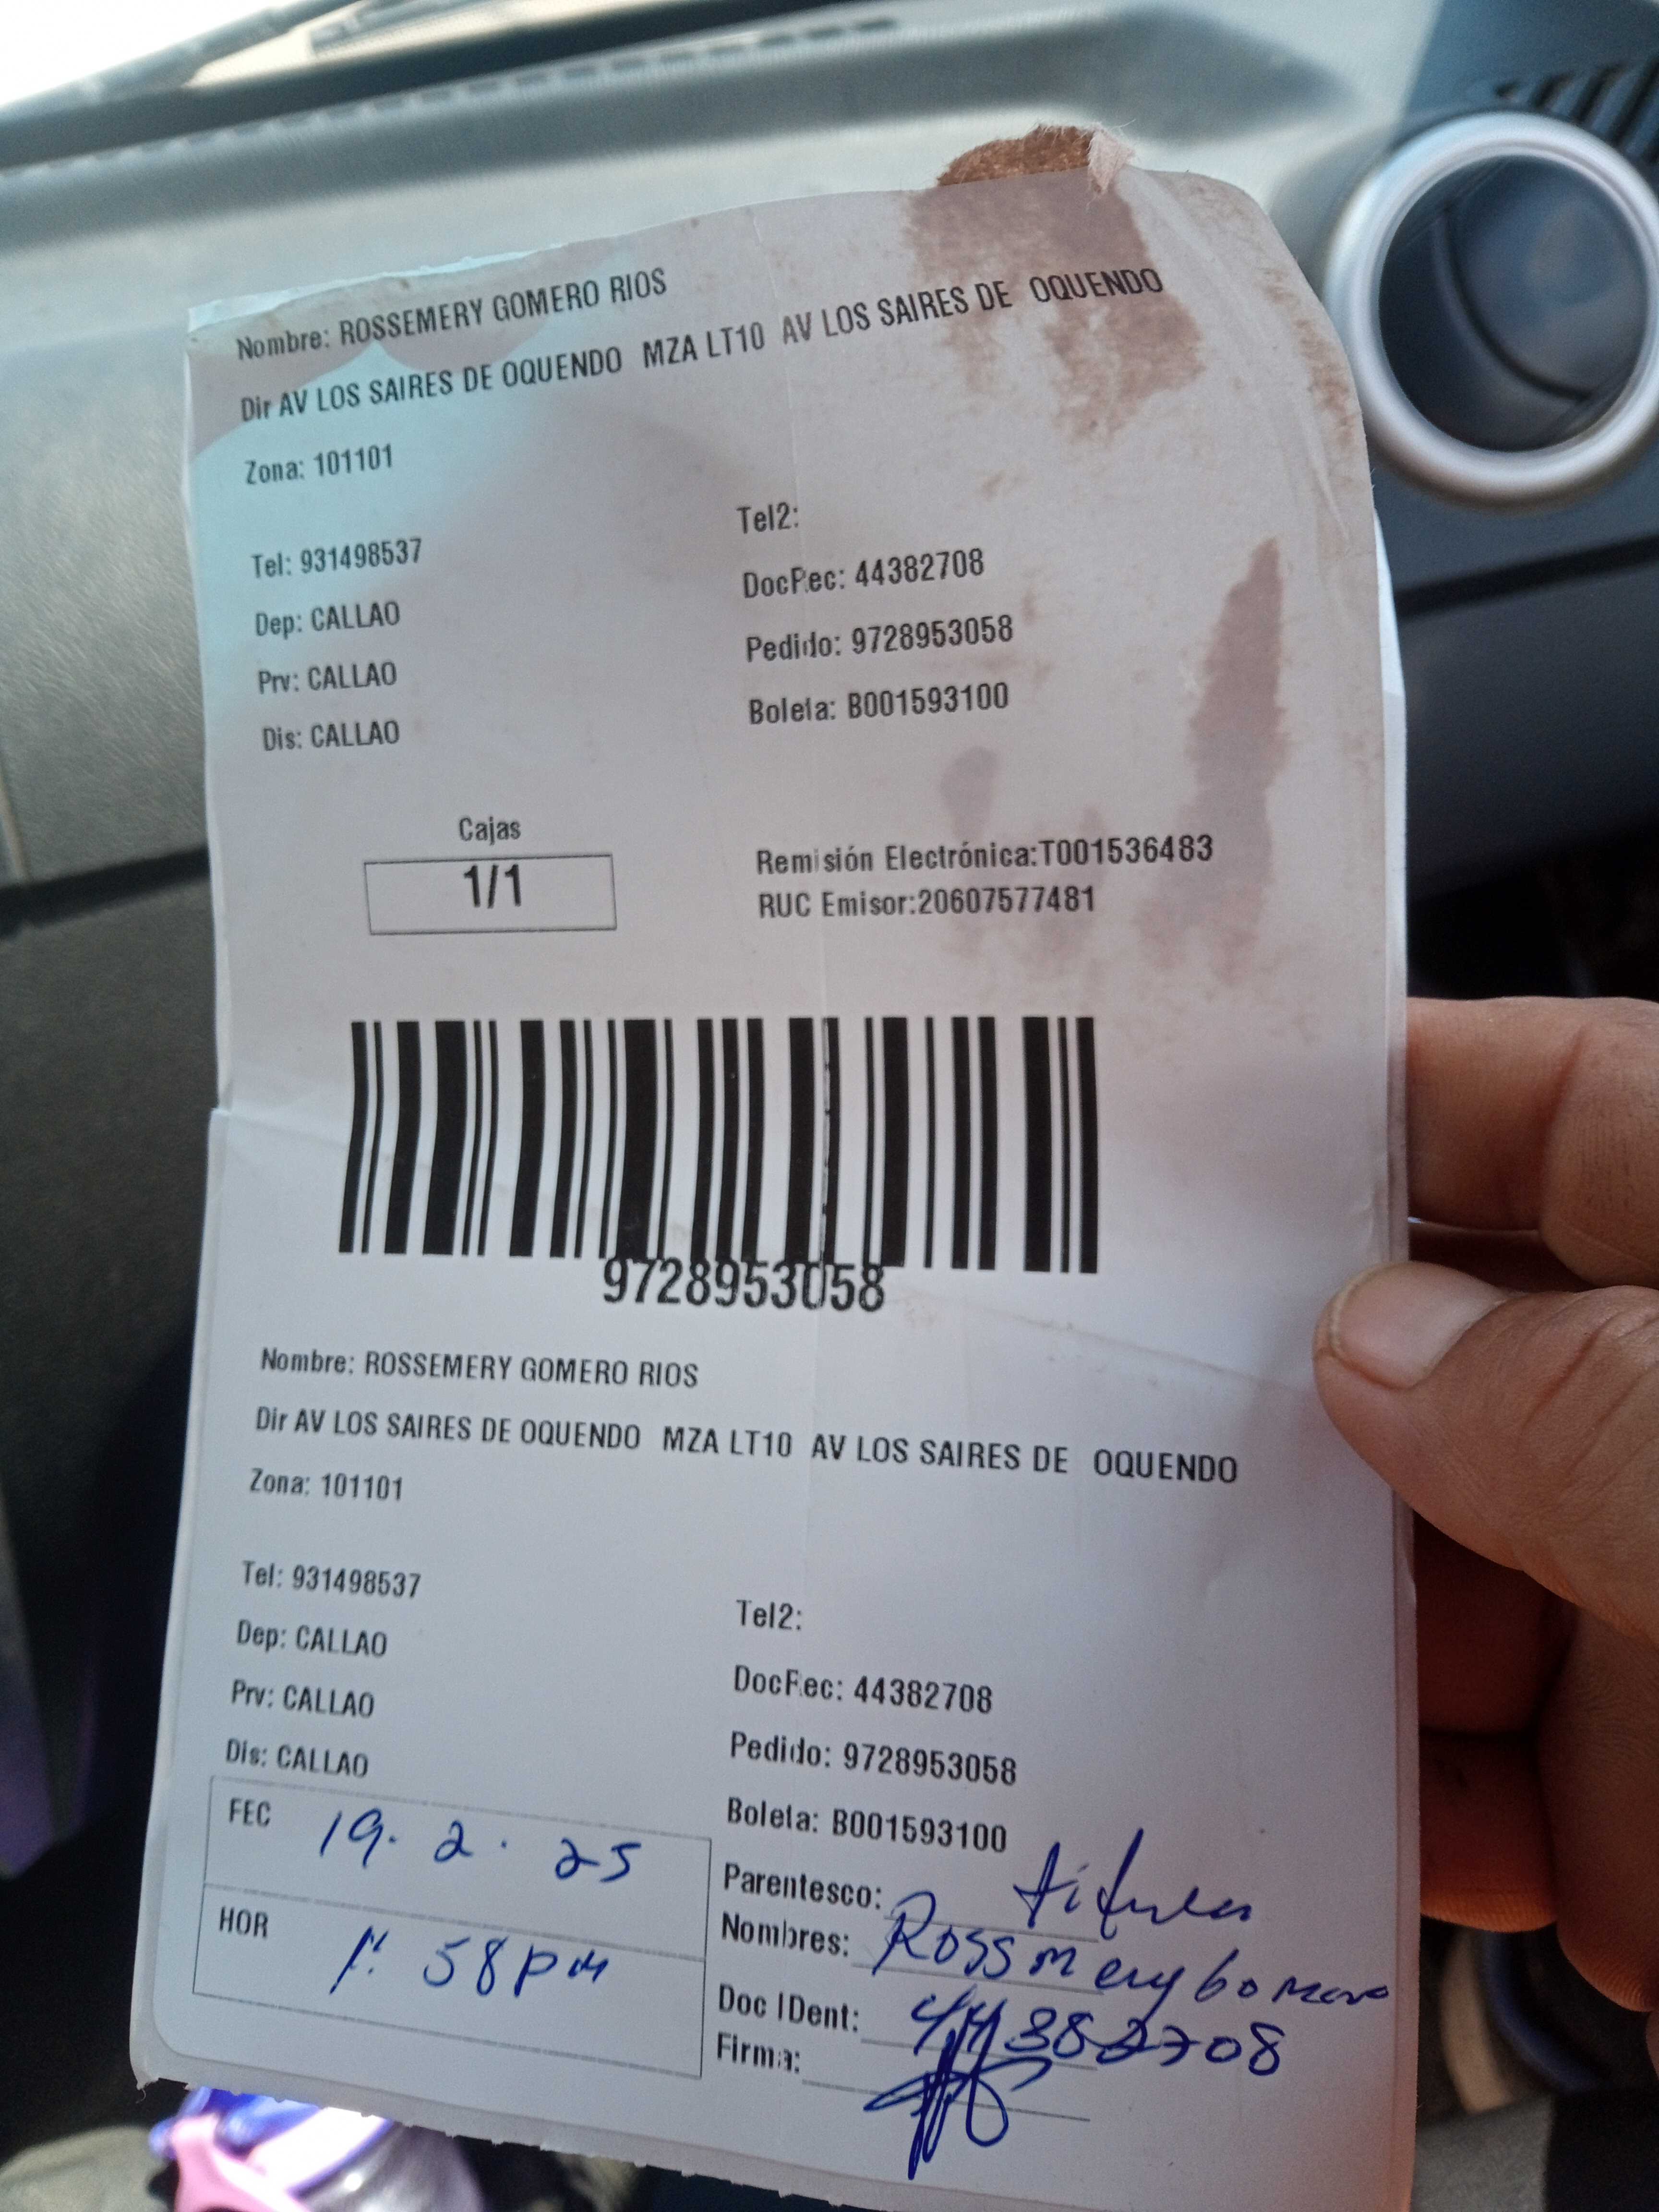 Nombre: ROSSEMERY GOMERO RIOS
Dir AV LOS SAIRES DE OQUENDO MZA LT10 AV LOS SAIRES DE OQUENDO
Zona: 101101
Tel: 931498537
Tel2:
Dep: CALLAO
DocRec: 44382708
Prv: CALLAO
Pedido: 9728953058
Dis: CALLAO
Boleta: B001593100
Cajas
1/1
Remisión Electrónica:T001536483
RUC Emisor:20607577481
9728953058
Nombre: ROSSEMERY GOMERO RIOS
Dir AV LOS SAIRES DE OQUENDO MZA LT10 AV LOS SAIRES DE OQUENDO
Zona: 101101
Tel: 931498537
Tel2:
Dep: CALLAO
DocRec: 44382708
Prv: CALLAO
Pedido: 9728953058
Dis: CALLAO
Boleta: B001593100
FEC 19.2.25
Parentesco: titular
HOR 1:58pm
Nombres: Rossmery Gomero
Doc IDent: 44382708
Firma: